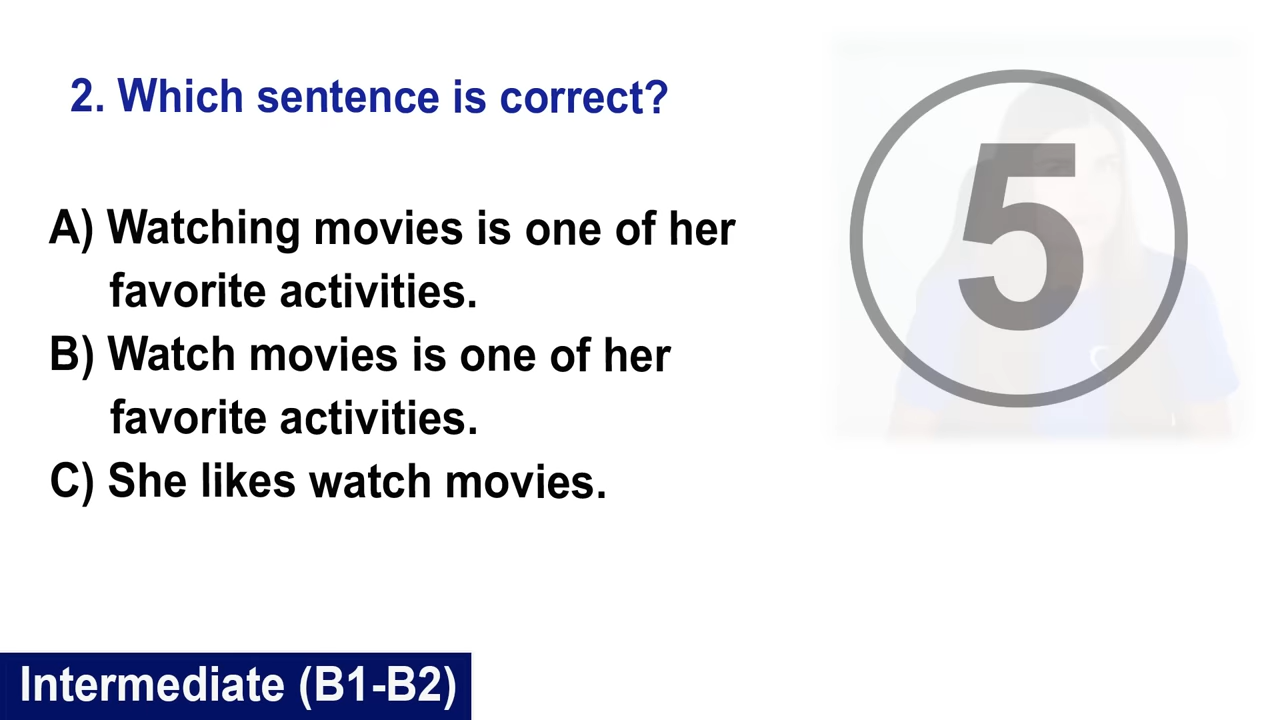 2. Which sentence is correct?
5
A) Watching movies is one of her
favorite activities.
B) Watch movies is one of her
favorite activities.
C) She likes watch movies.
Intermediate (B1-B2)